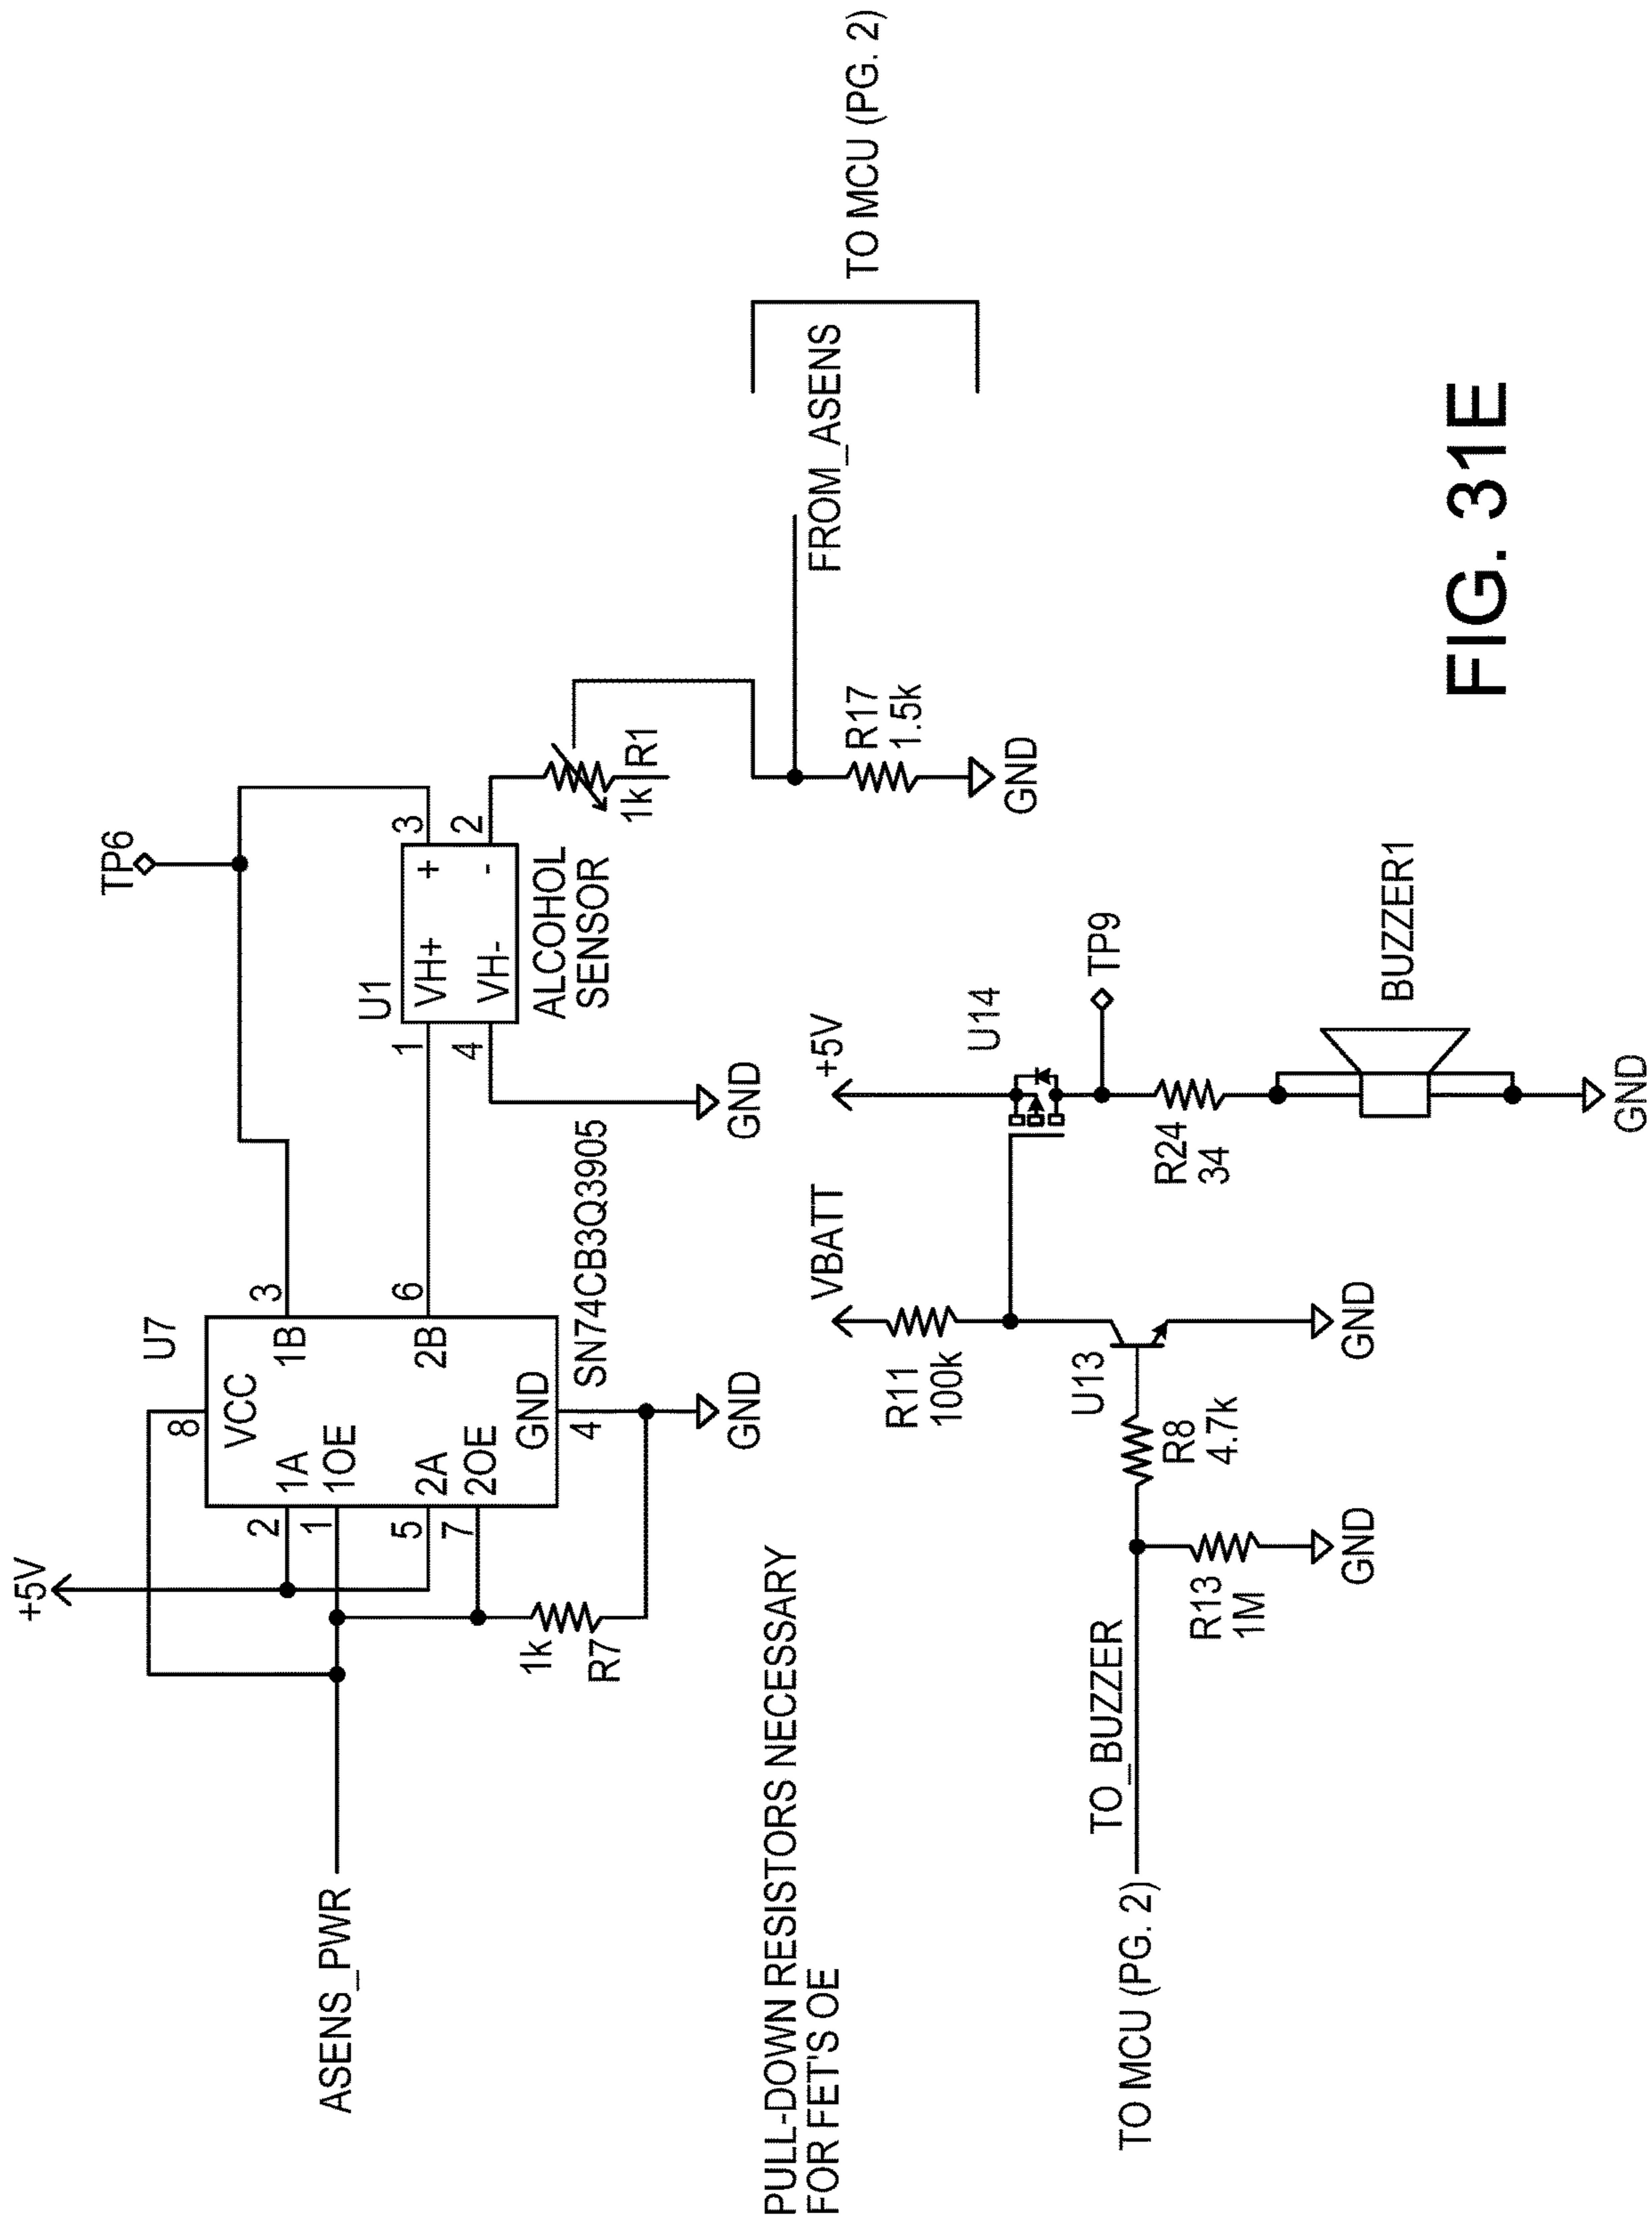 +5V
TP6
U7
8
VCC
2
1A
1B
3
1
1OE
5
2A
2B
6
7
2OE
GND
4
SN74CB3Q3905
ASENS_PWR
1k
R7
GND
U1
1
VH+
+
3
4
VH-
-
2
ALCOHOL
SENSOR
GND
1k
R1
FROM_ASENS
TO MCU (PG. 2)
R17
1.5k
GND
PULL-DOWN RESISTORS NECESSARY
FOR FET'S OE
VBATT
+5V
R11
100k
U14
TP9
TO_BUZZER
TO MCU (PG. 2)
U13
R8
4.7k
R13
1M
GND
GND
R24
34
BUZZER1
GND
FIG. 31E